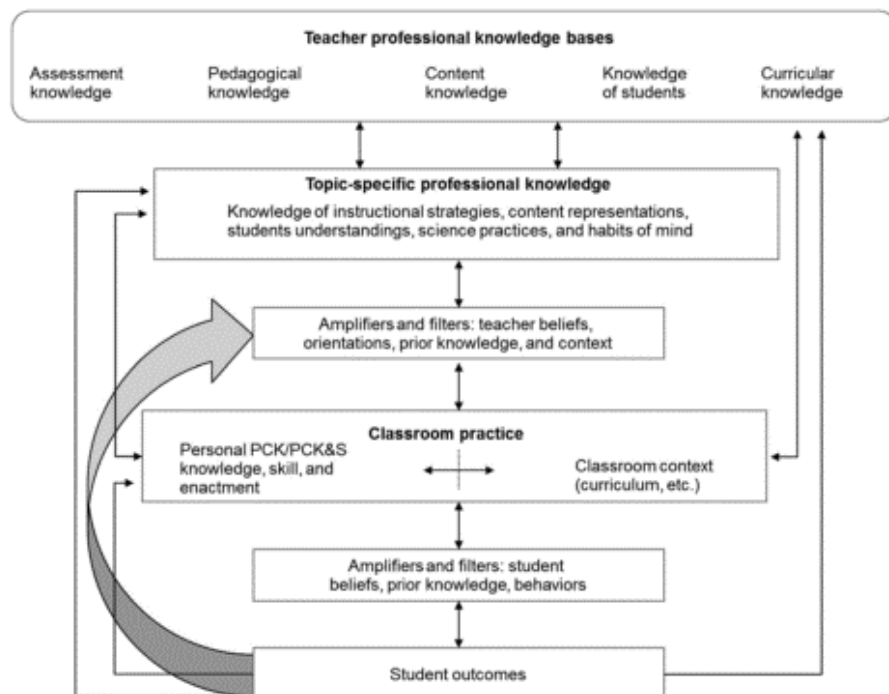 Teacher professional knowledge bases
Assessment knowledge
Pedagogical knowledge
Content knowledge
Knowledge of students
Curricular knowledge
Topic-specific professional knowledge
Knowledge of instructional strategies, content representations,
students understandings, science practices, and habits of mind
Amplifiers and filters: teacher beliefs,
orientations, prior knowledge, and context
Classroom practice
Personal PCK/PCK&S
knowledge, skill, and
enactment
Classroom context
(curriculum, etc.)
Amplifiers and filters: student
beliefs, prior knowledge, behaviors
Student outcomes